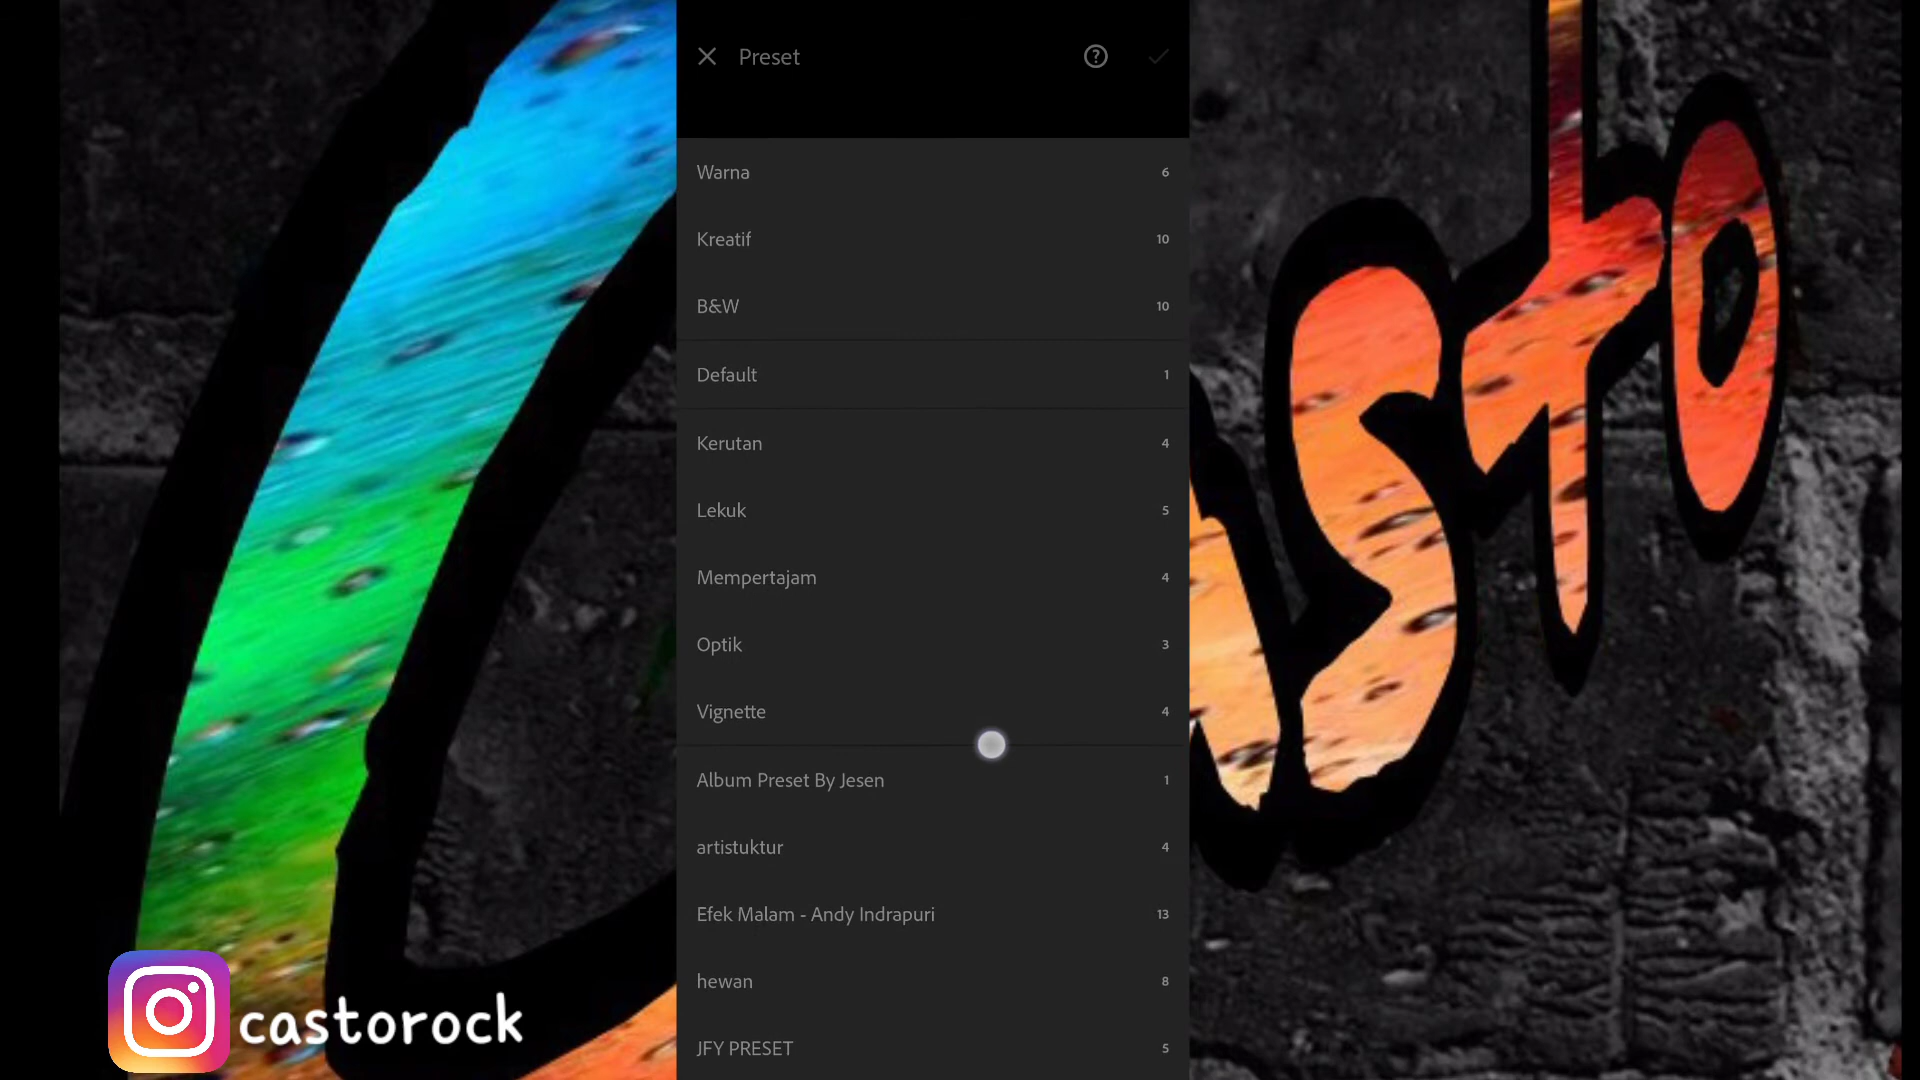 Preset
Warna 6
Kreatif 10
B&W 10
Default 1
Kerutan 4
Lekuk 5
Mempertajam 4
Optik 3
Vignette 4
Album Preset By Jesen 1
artistuktur 4
Efek Malam - Andy Indrapuri 13
hewan 8
JFY PRESET 5
castorock